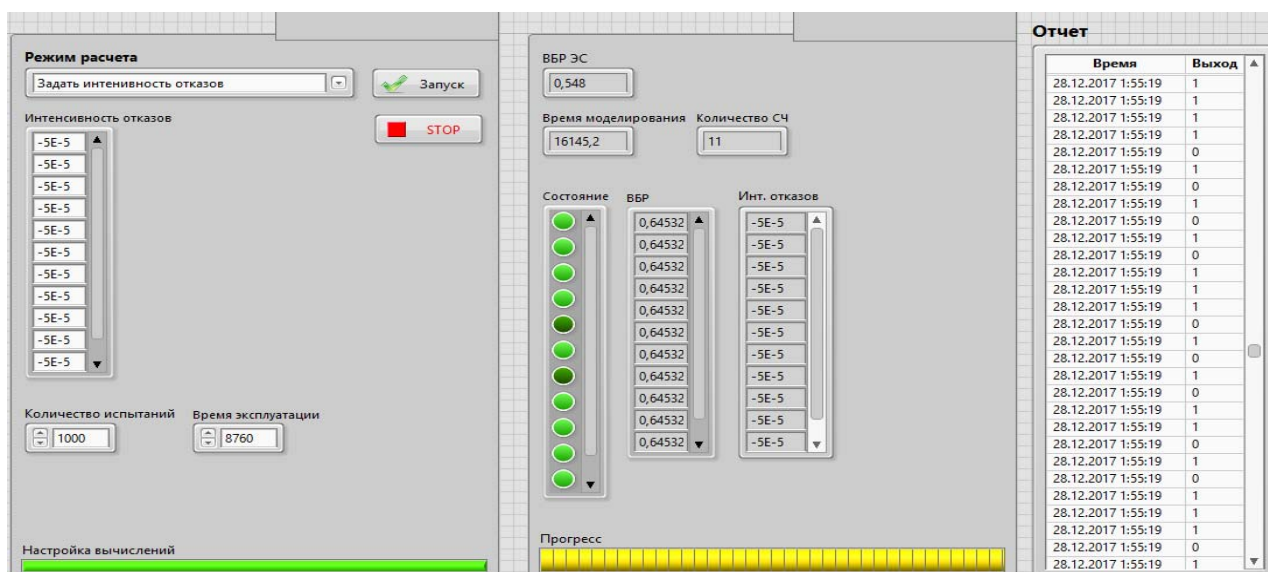 Режим расчета
Задать интенивность отказов
Запуск
Интенсивность отказов
STOP
-5E-5
-5E-5
-5E-5
-5E-5
-5E-5
-5E-5
-5E-5
-5E-5
-5E-5
-5E-5
-5E-5
Количество испытаний Время эксплуатации
1000 8760
Настройка вычислений
ВБР ЭС
0,548
Время моделирования Количество СЧ
16145,2 11
Состояние ВБР Инт. отказов
0,64532 -5E-5
0,64532 -5E-5
0,64532 -5E-5
0,64532 -5E-5
0,64532 -5E-5
0,64532 -5E-5
0,64532 -5E-5
0,64532 -5E-5
0,64532 -5E-5
0,64532 -5E-5
0,64532 -5E-5
Прогресс
Отчет
Время Выход
28.12.2017 1:55:19 1
28.12.2017 1:55:19 1
28.12.2017 1:55:19 1
28.12.2017 1:55:19 1
28.12.2017 1:55:19 0
28.12.2017 1:55:19 1
28.12.2017 1:55:19 0
28.12.2017 1:55:19 1
28.12.2017 1:55:19 0
28.12.2017 1:55:19 1
28.12.2017 1:55:19 0
28.12.2017 1:55:19 1
28.12.2017 1:55:19 1
28.12.2017 1:55:19 1
28.12.2017 1:55:19 0
28.12.2017 1:55:19 1
28.12.2017 1:55:19 0
28.12.2017 1:55:19 1
28.12.2017 1:55:19 0
28.12.2017 1:55:19 1
28.12.2017 1:55:19 1
28.12.2017 1:55:19 0
28.12.2017 1:55:19 1
28.12.2017 1:55:19 0
28.12.2017 1:55:19 1
28.12.2017 1:55:19 1
28.12.2017 1:55:19 1
28.12.2017 1:55:19 0
28.12.2017 1:55:19 1